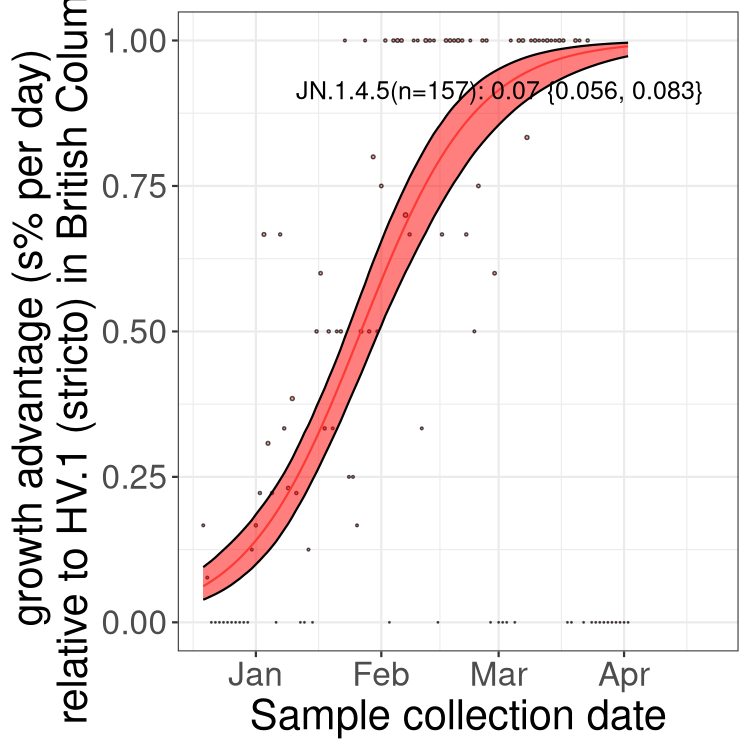 growth advantage (s% per day)
relative to HV.1 (stricto) in British Colum
1.00
0.75
0.50
0.25
0.00
JN.1.4.5(n=157): 0.07 {0.056, 0.083}
Jan Feb Mar Apr
Sample collection date